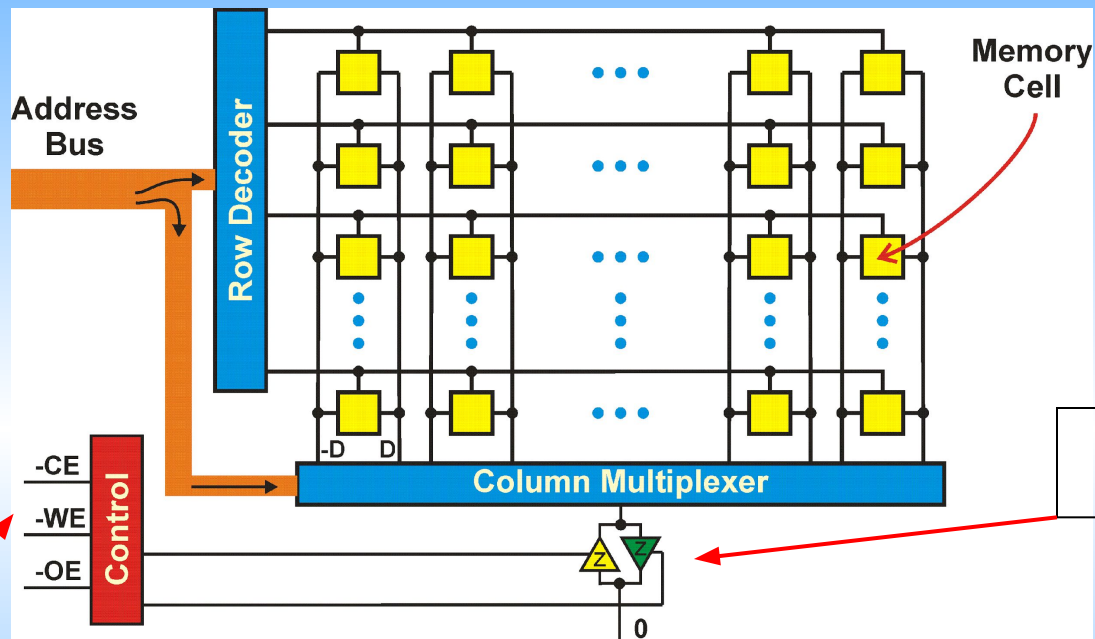 Address
Bus
Row Decoder
Memory
Cell
-D
D
Column Multiplexer
-CE
-WE
-OE
Control
Z
Z
0